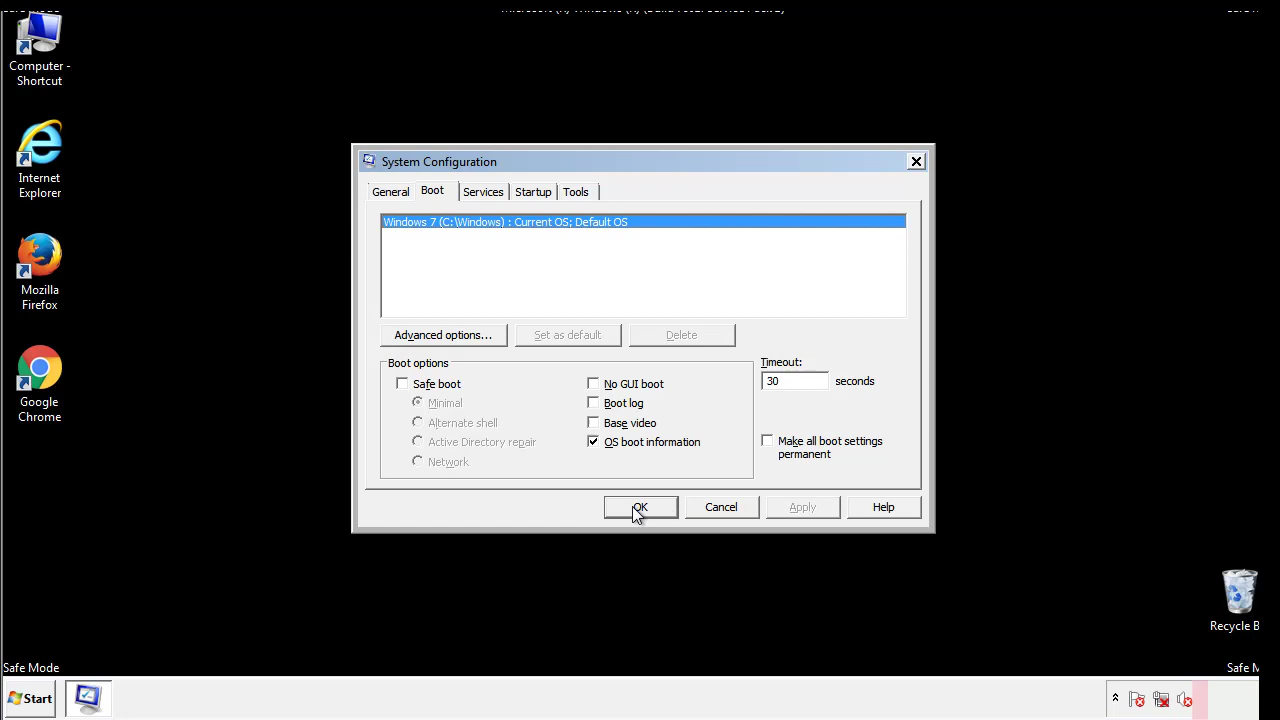 Computer -
Shortcut
Internet
Explorer
Mozilla
Firefox
Google
Chrome
System Configuration
General Boot Services Startup Tools
Windows 7 (C:\Windows) : Current OS; Default OS
Advanced options... Set as default Delete
Boot options
Safe boot
Minimal
Alternate shell
Active Directory repair
Network
No GUI boot
Boot log
Base video
OS boot information
Timeout:
30 seconds
Make all boot settings
permanent
OK Cancel Apply Help
Recycle B
Safe Mode
Safe M
Start